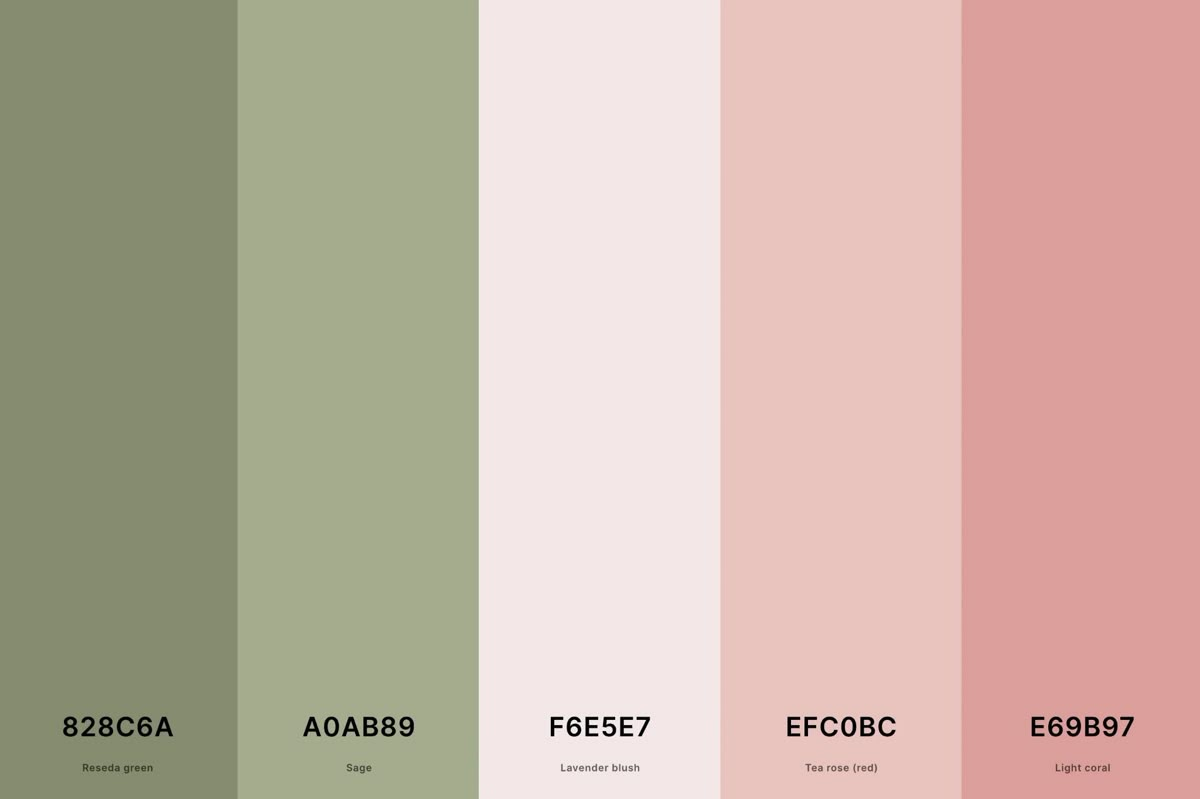 828C6A
Reseda green
A0AB89
Sage
F6E5E7
Lavender blush
EFC0BC
Tea rose (red)
E69B97
Light coral